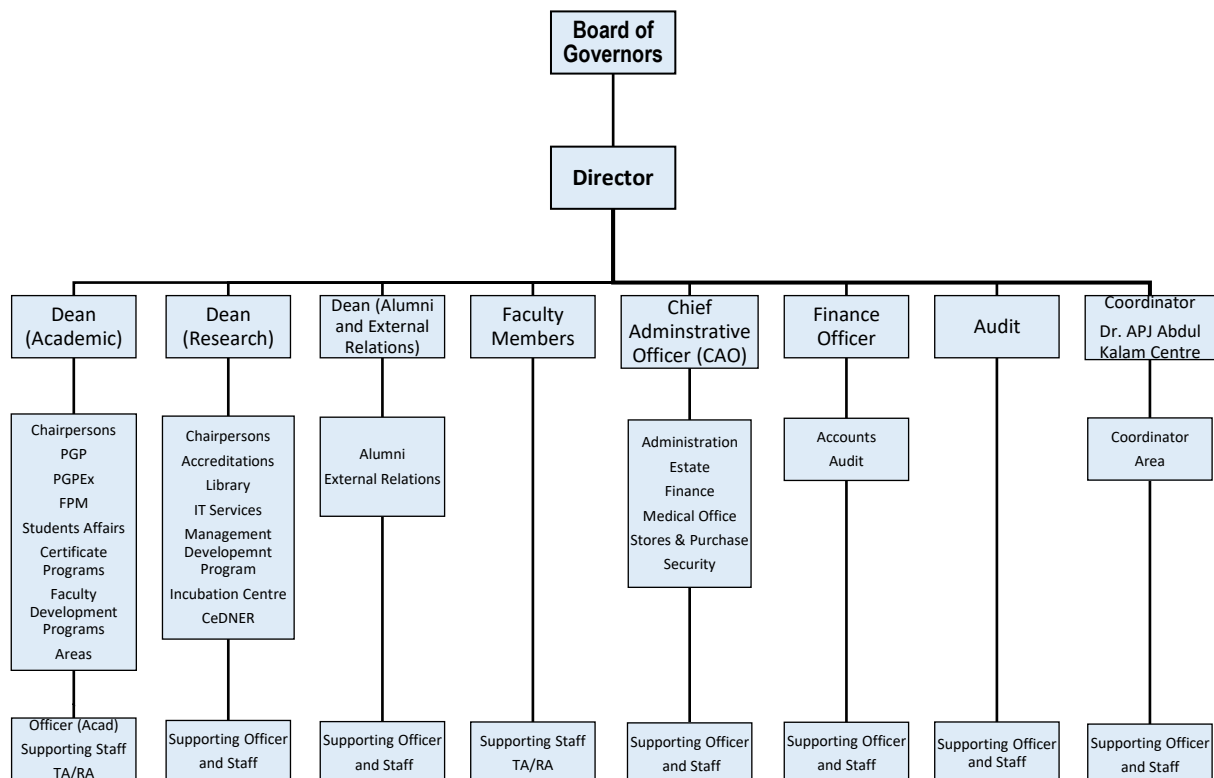 Board of
Governors
Director
Dean
(Academic)
Dean
(Research)
Dean (Alumni
and External
Relations)
Faculty
Members
Chief
Adminstrative
Officer (CAO)
Finance
Officer
Audit
Coordinator
Dr. APJ Abdul
Kalam Centre
Chairpersons
PGP
PGPEx
FPM
Students Affairs
Certificate
Programs
Faculty
Development
Programs
Areas
Chairpersons
Accreditations
Library
IT Services
Management
Developemnt
Program
Incubation Centre
CeDNER
Alumni
External Relations
Administration
Estate
Finance
Medical Office
Stores & Purchase
Security
Accounts
Audit
Coordinator
Area
Officer (Acad)
Supporting Staff
TA/RA
Supporting Officer
and Staff
Supporting Officer
and Staff
Supporting Staff
TA/RA
Supporting Officer
and Staff
Supporting Officer
and Staff
Supporting Officer
and Staff
Supporting Officer
and Staff